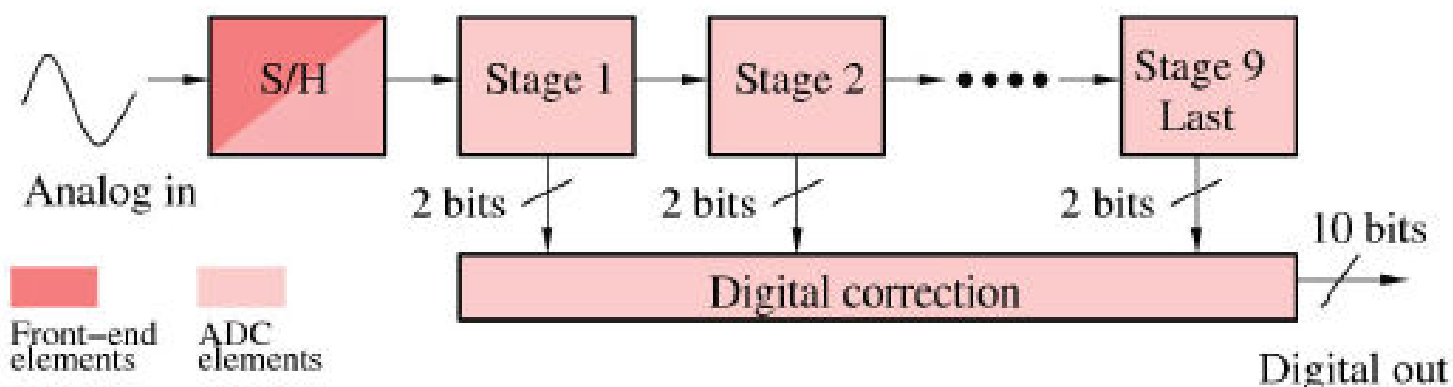 S/H
Stage 1
Stage 2
Stage 9
Last
Analog in
2 bits
2 bits
2 bits
10 bits
Digital correction
Front-end
elements
ADC
elements
Digital out